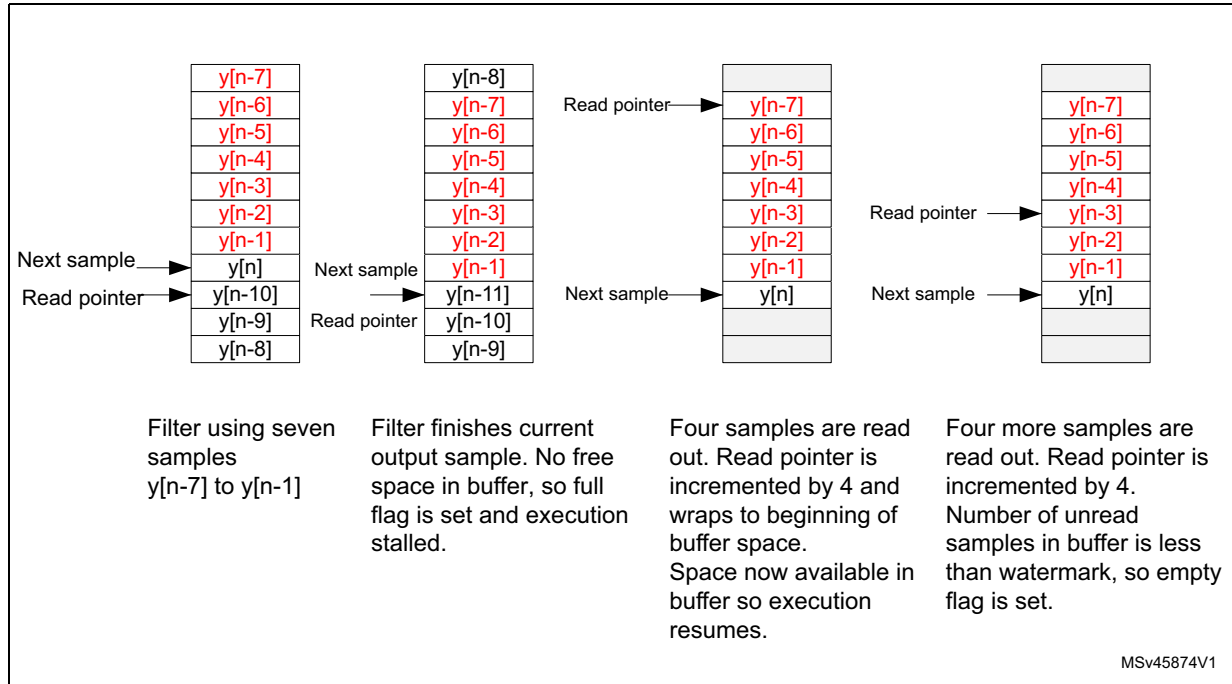 y[n-7]
y[n-6]
y[n-5]
y[n-4]
y[n-3]
y[n-2]
y[n-1]
Next sample
y[n]
Read pointer
y[n-10]
y[n-9]
y[n-8]
Filter using seven
samples
y[n-7] to y[n-1]
y[n-8]
y[n-7]
y[n-6]
y[n-5]
y[n-4]
y[n-3]
y[n-2]
Next sample
y[n-1]
y[n-11]
Read pointer
y[n-10]
y[n-9]
Filter finishes current
output sample. No free
space in buffer, so full
flag is set and execution
stalled.
Read pointer
y[n-7]
y[n-6]
y[n-5]
y[n-4]
y[n-3]
y[n-2]
y[n-1]
Next sample
y[n]
Four samples are read
out. Read pointer is
incremented by 4 and
wraps to beginning of
buffer space.
Space now available in
buffer so execution
resumes.
y[n-7]
y[n-6]
y[n-5]
y[n-4]
Read pointer
y[n-3]
y[n-2]
y[n-1]
Next sample
y[n]
Four more samples are
read out. Read pointer is
incremented by 4.
Number of unread
samples in buffer is less
than watermark, so empty
flag is set.
MSv45874V1